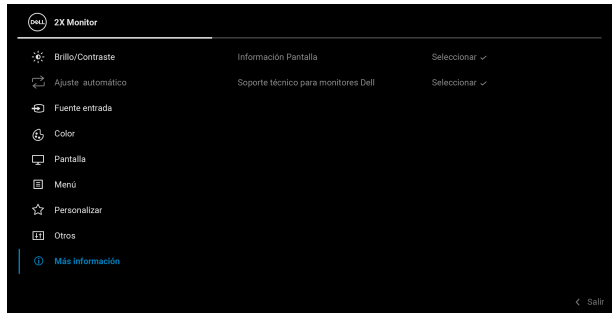 DELL 2X Monitor
Brillo/Contraste Información Pantalla Seleccionar
Ajuste automático Soporte técnico para monitores Dell Seleccionar
Fuente entrada
Color
Pantalla
Menú
Personalizar
Otros
Más información
Salir